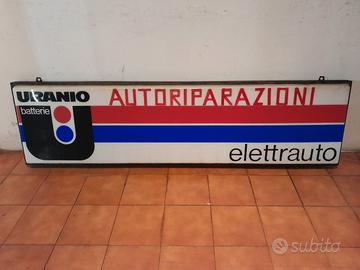 URANIO
batterie
AUTORIPARAZIONI
elettrauto
subito